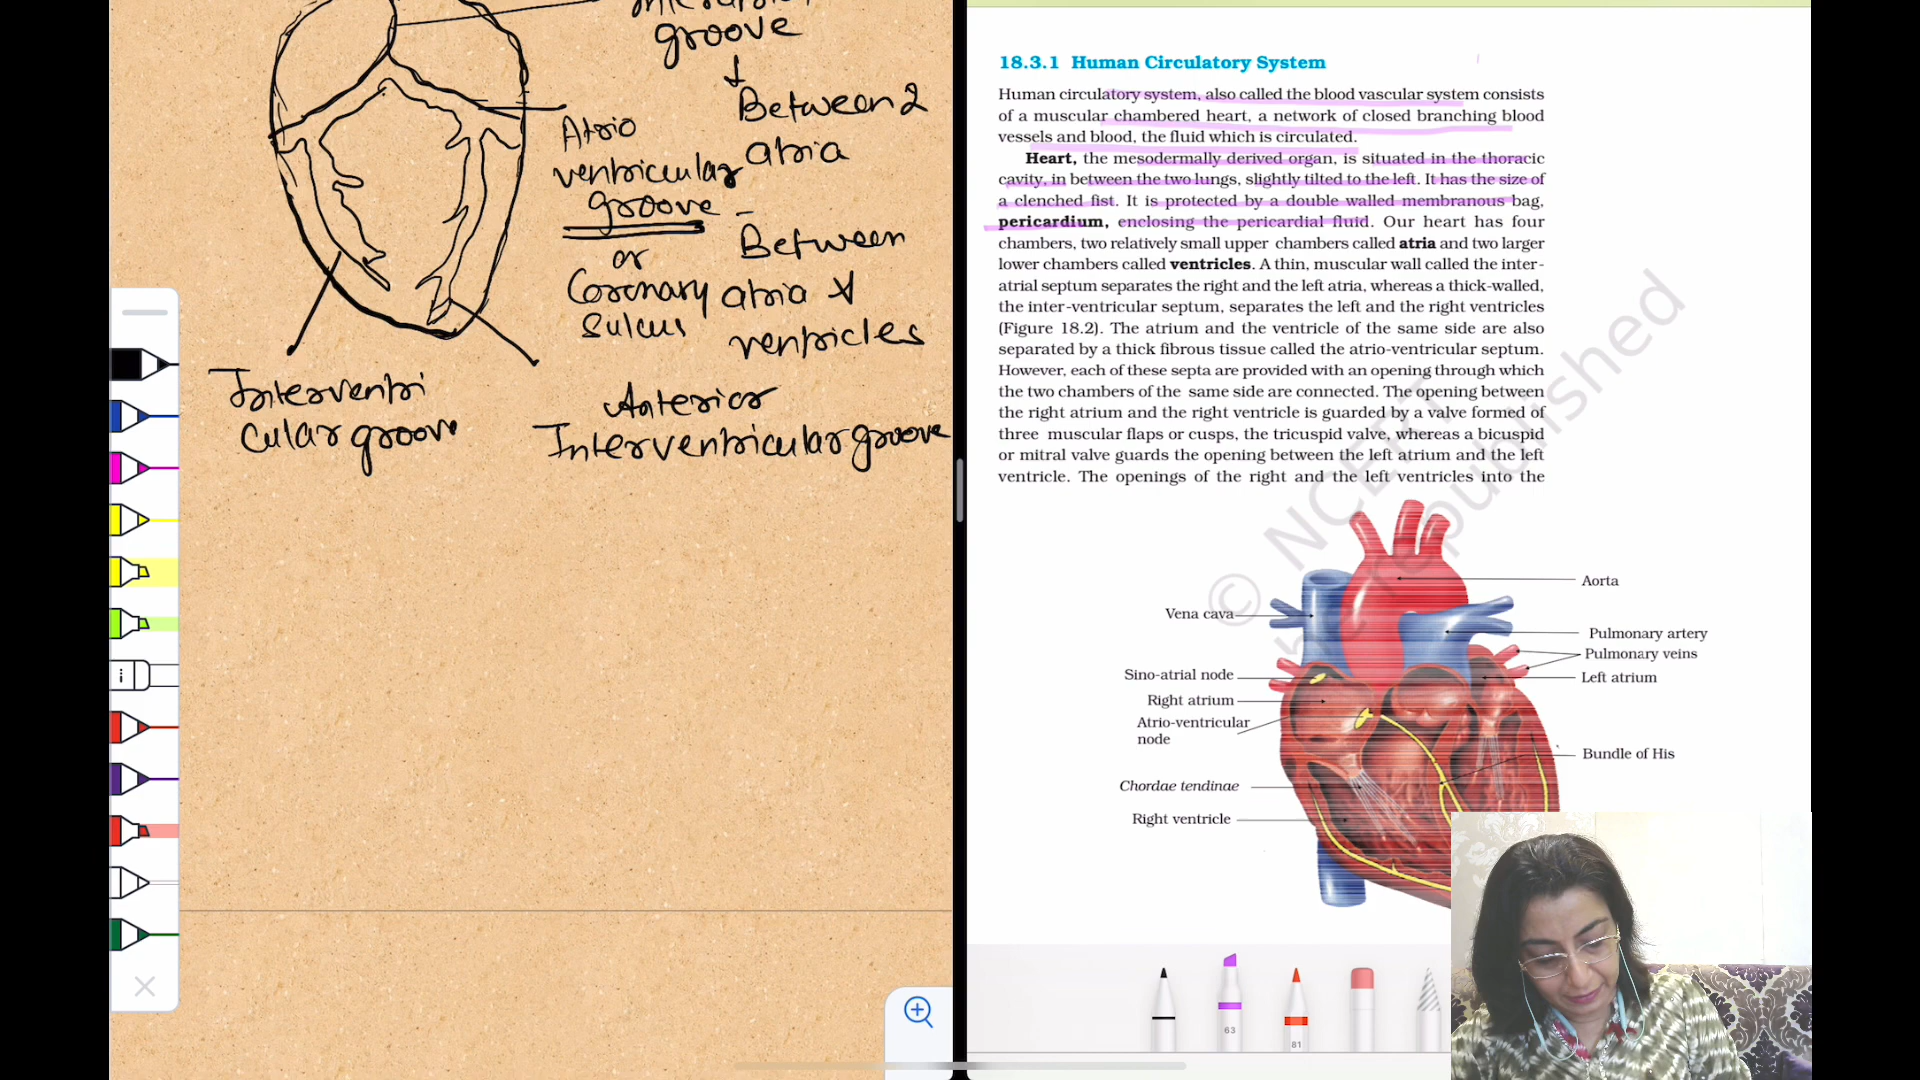 groove
Between 2
atria
Atrio
ventricular
groove
or
Coronary
Sulcus
Between
atria &
ventricles
Interventri
cular groove
Anterior
Interventricular groove
18.3.1 Human Circulatory System
Human circulatory system, also called the blood vascular system consists
of a muscular chambered heart, a network of closed branching blood
vessels and blood, the fluid which is circulated.
Heart, the mesodermally derived organ, is situated in the thoracic
cavity, in between the two lungs, slightly tilted to the left. It has the size of
a clenched fist. It is protected by a double walled membranous bag,
pericardium, enclosing the pericardial fluid. Our heart has four
chambers, two relatively small upper chambers called atria and two larger
lower chambers called ventricles. A thin, muscular wall called the inter-
atrial septum separates the right and the left atria, whereas a thick-walled,
the inter-ventricular septum, separates the left and the right ventricles
(Figure 18.2). The atrium and the ventricle of the same side are also
separated by a thick fibrous tissue called the atrio-ventricular septum.
However, each of these septa are provided with an opening through which
the two chambers of the same side are connected. The opening between
the right atrium and the right ventricle is guarded by a valve formed of
three muscular flaps or cusps, the tricuspid valve, whereas a bicuspid
or mitral valve guards the opening between the left atrium and the left
ventricle. The openings of the right and the left ventricles into the
© NCERT
republished
Aorta
Vena cava
Pulmonary artery
Pulmonary veins
Sino-atrial node
Left atrium
Right atrium
Atrio-ventricular
node
Bundle of His
Chordae tendinae
Right ventricle
63
81